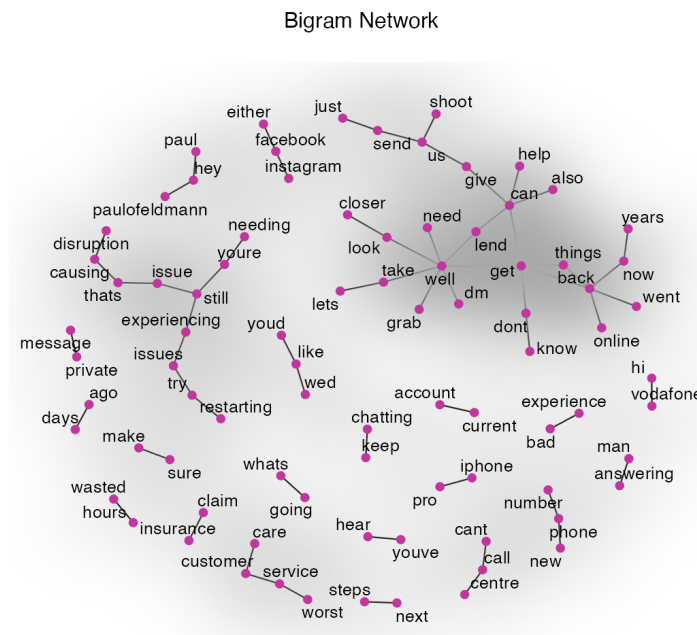 Bigram Network
just
shoot
either
paul
facebook
send
us
help
hey
instagram
give
also
can
paulofeldmann
closer
need
needing
years
disruption
look
lend
youre
well
get
things
causing
issue
take
back
now
thats
still
dm
went
lets
experiencing
grab
dont
online
message
issues
youd
know
private
like
hi
ago
try
wed
account
experience
vodafone
days
restarting
chatting
current
make
keep
bad
man
sure
whats
iphone
answering
wasted
claim
pro
number
hours
going
insurance
care
hear
cant
phone
customer
youve
call
new
service
steps
centre
worst
next